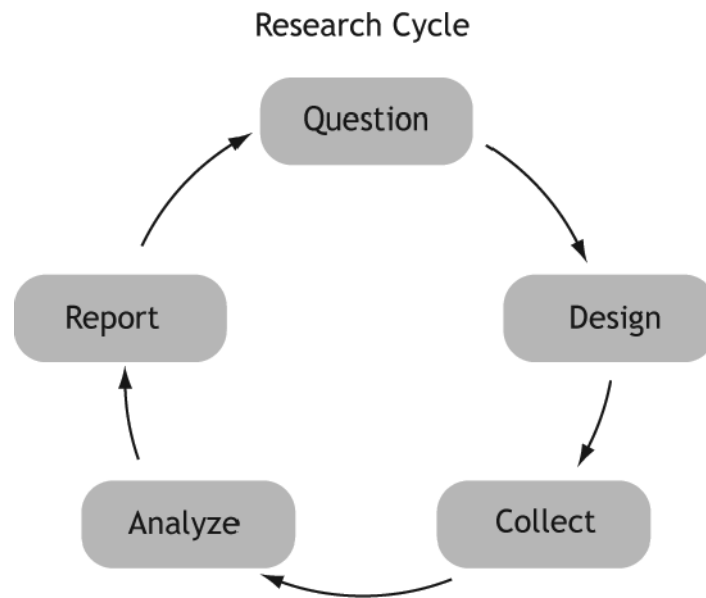 Research Cycle
Question
Design
Collect
Analyze
Report